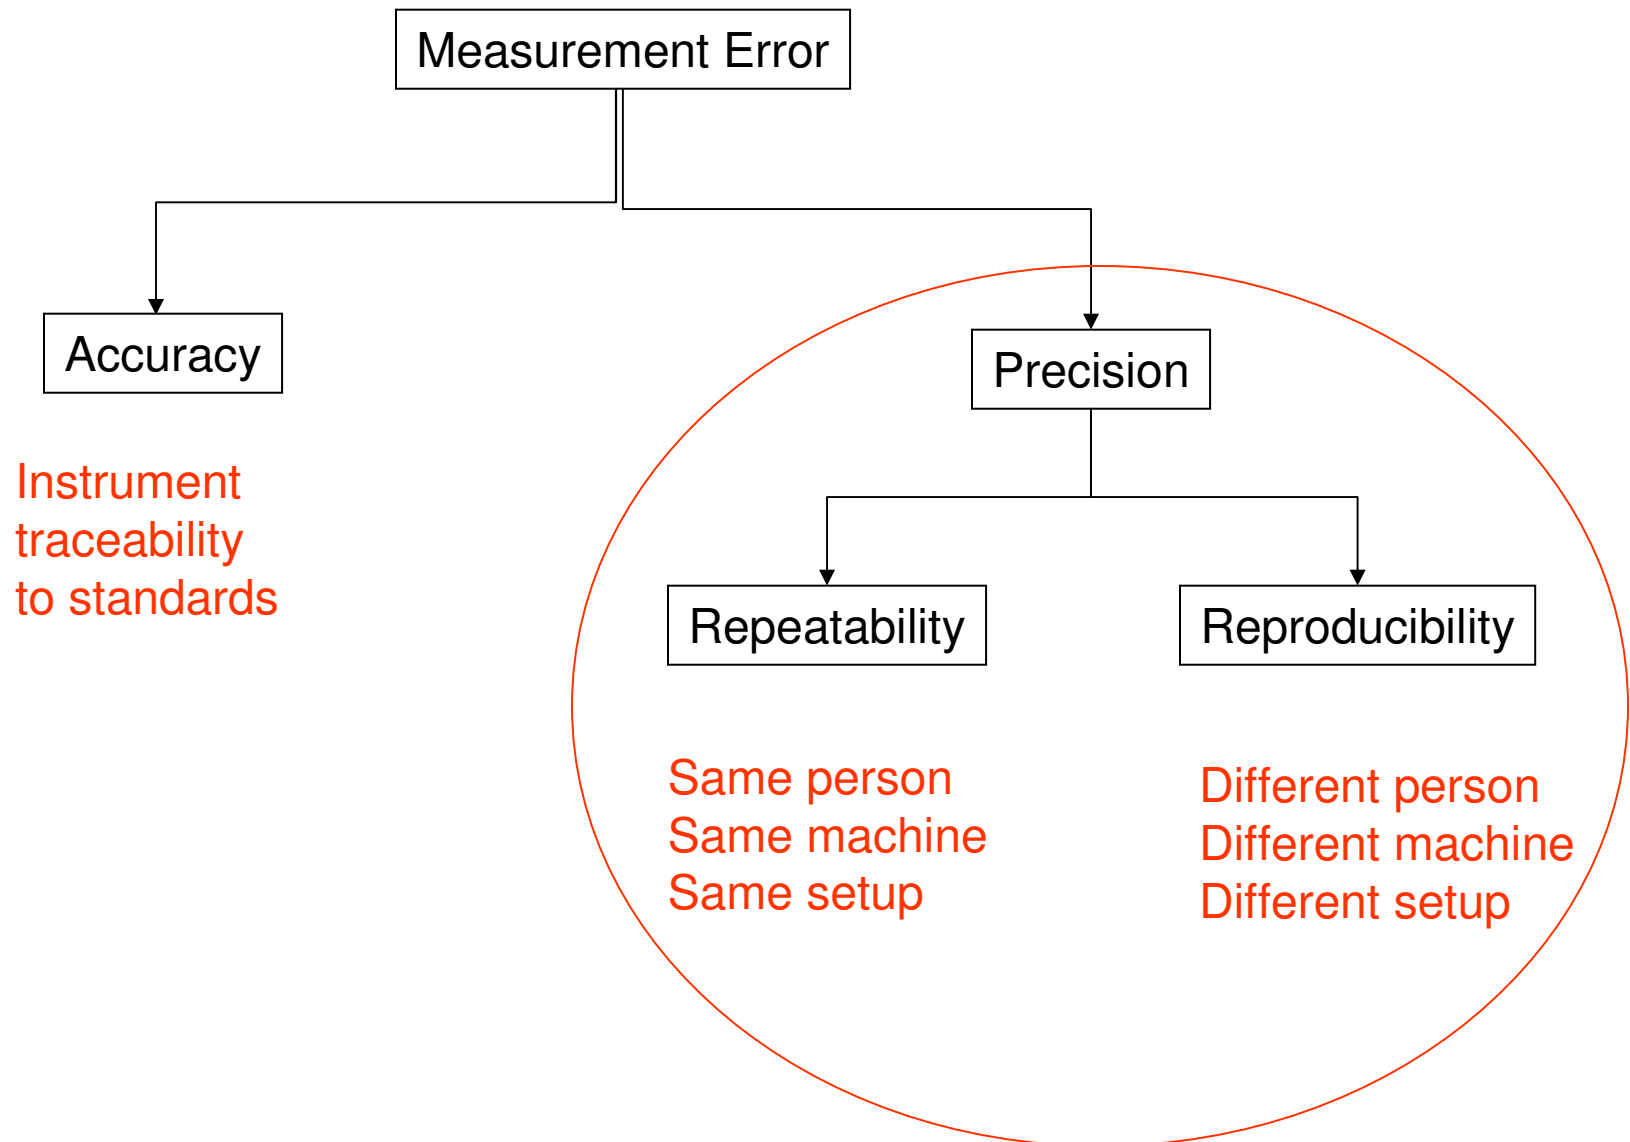 Measurement Error
Accuracy
Precision
Instrument
traceability
to standards
Repeatability
Reproducibility
Same person
Same machine
Same setup
Different person
Different machine
Different setup